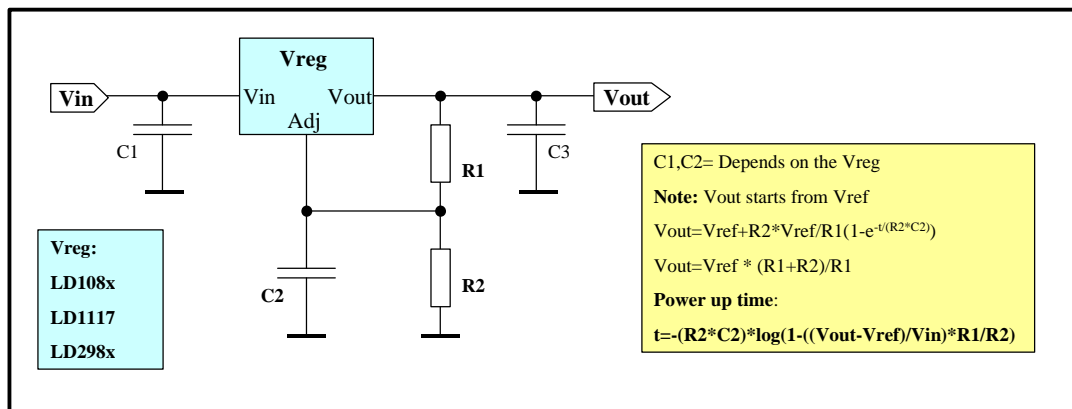 Vreg
Vin
Vin
Vout
Vout
Adj
C1
C3
R1
C2
R2
Vreg:
LD108x
LD1117
LD298x
C1,C2= Depends on the Vreg
Note: Vout starts from Vref
Vout=Vref+R2*Vref/R1(1-e-t/(R2*C2))
Vout=Vref * (R1+R2)/R1
Power up time:
t=-(R2*C2)*log(1-((Vout-Vref)/Vin)*R1/R2)